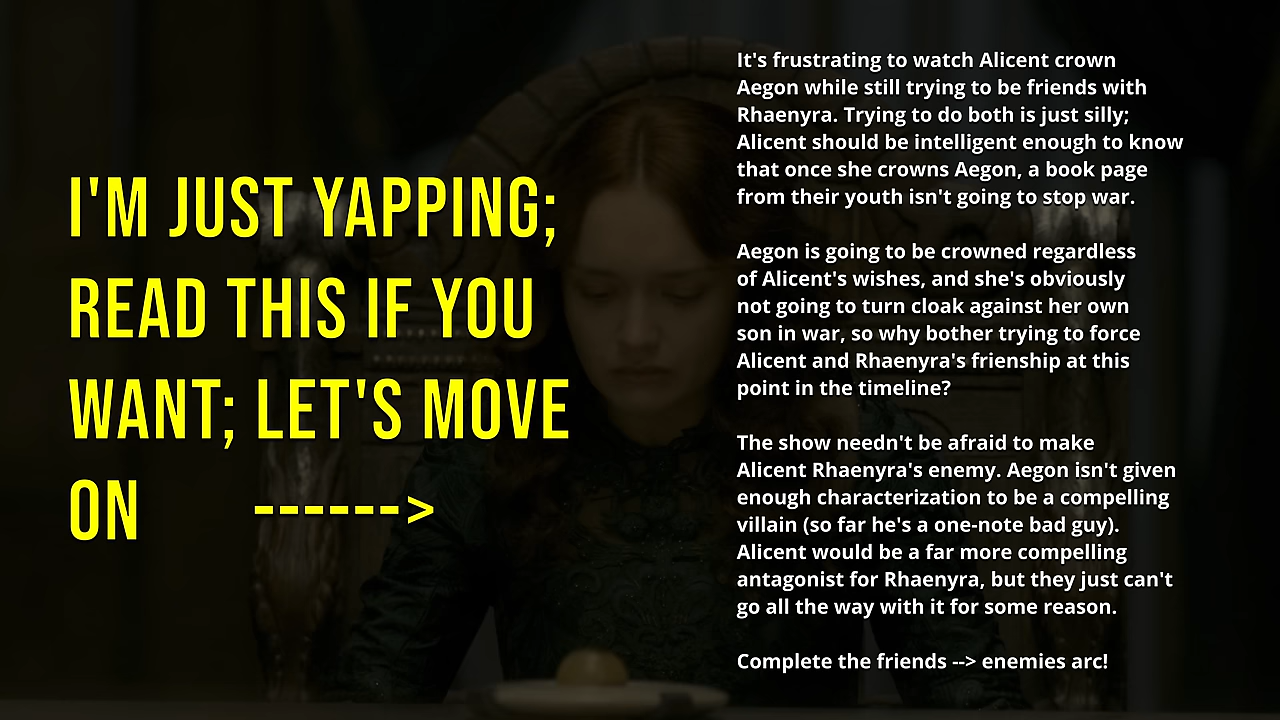 I'M JUST YAPPING;
READ THIS IF YOU
WANT; LET'S MOVE
ON ------>
It's frustrating to watch Alicent crown
Aegon while still trying to be friends with
Rhaenyra. Trying to do both is just silly;
Alicent should be intelligent enough to know
that once she crowns Aegon, a book page
from their youth isn't going to stop war.
Aegon is going to be crowned regardless
of Alicent's wishes, and she's obviously
not going to turn cloak against her own
son in war, so why bother trying to force
Alicent and Rhaenyra's frienship at this
point in the timeline?
The show needn't be afraid to make
Alicent Rhaenyra's enemy. Aegon isn't given
enough characterization to be a compelling
villain (so far he's a one-note bad guy).
Alicent would be a far more compelling
antagonist for Rhaenyra, but they just can't
go all the way with it for some reason.
Complete the friends --> enemies arc!